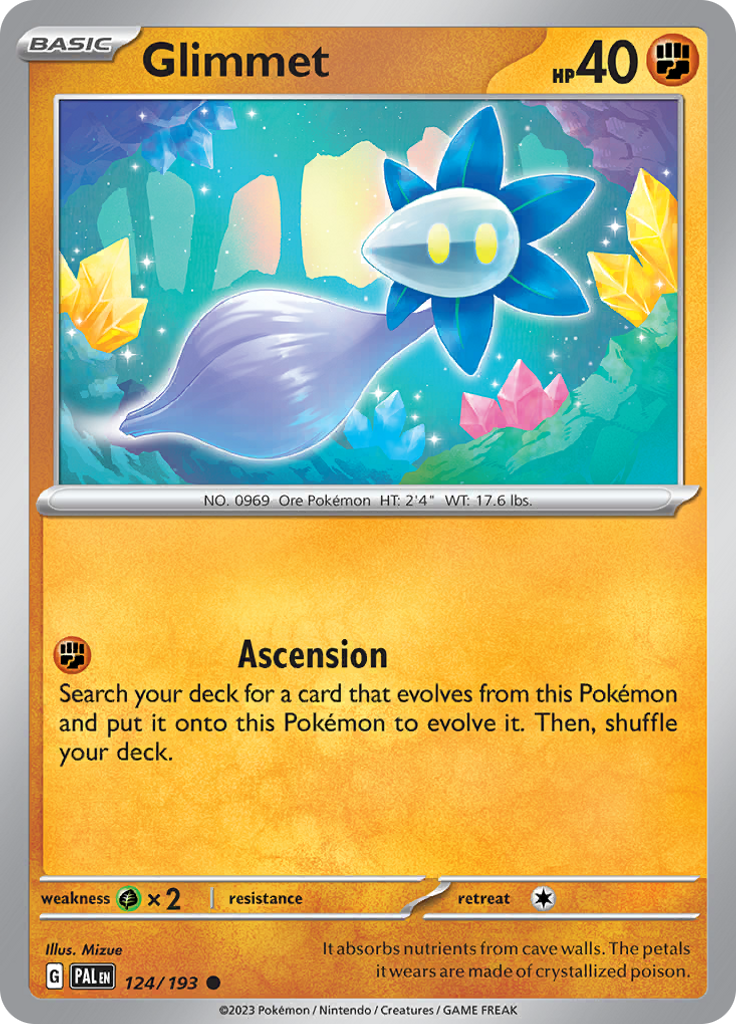 BASIC Glimmet HP 40
NO. 0969 Ore Pokémon HT: 2'4" WT: 17.6 lbs.
Ascension
Search your deck for a card that evolves from this Pokémon
and put it onto this Pokémon to evolve it. Then, shuffle
your deck.
weakness ×2 resistance retreat
Illus. Mizue
It absorbs nutrients from cave walls. The petals
it wears are made of crystallized poison.
G PAL EN 124/193
©2023 Pokémon / Nintendo / Creatures / GAME FREAK